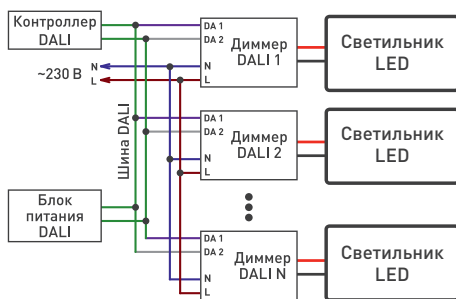 Контроллер
DALI
~230 В
N
L
Шина DALI
Блок
питания
DALI
DA 1
DA 2
N
L
Диммер
DALI 1
Светильник
LED
DA 1
DA 2
N
L
Диммер
DALI 2
Светильник
LED
DA 1
DA 2
N
L
Диммер
DALI N
Светильник
LED